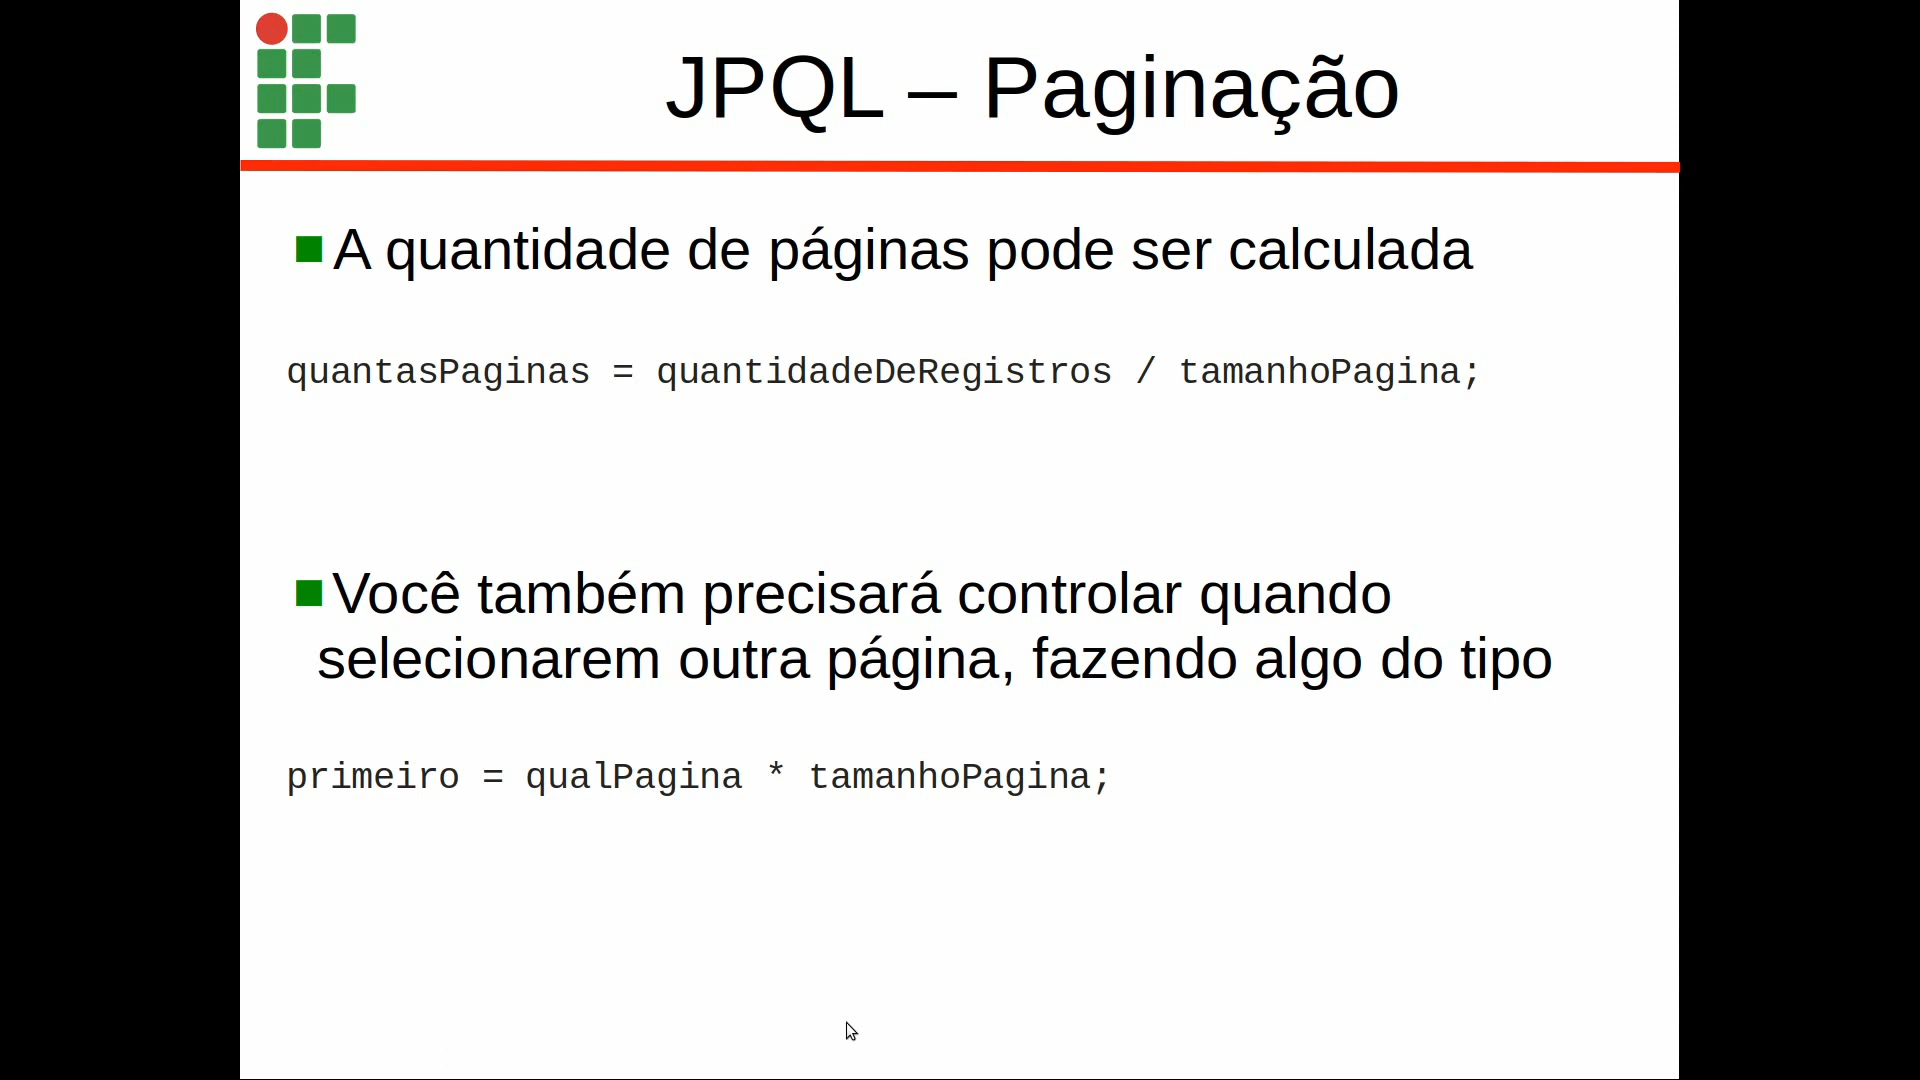 JPQL – Paginação
A quantidade de páginas pode ser calculada
quantasPaginas = quantidadeDeRegistros / tamanhoPagina;
Você também precisará controlar quando
selecionarem outra página, fazendo algo do tipo
primeiro = qualPagina * tamanhoPagina;